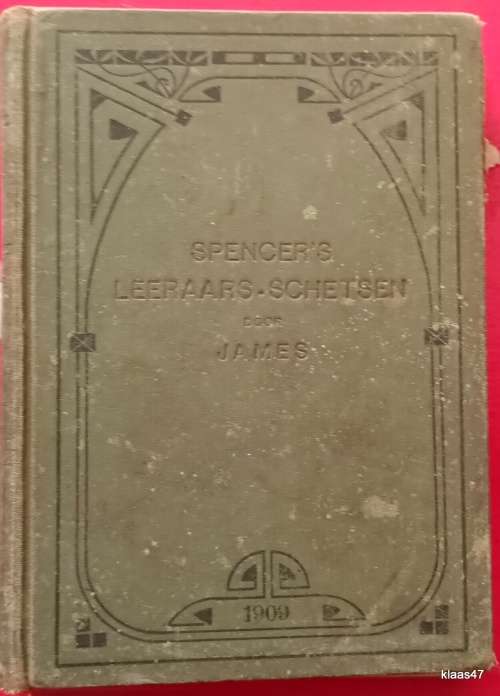 SPENCER'S
LEERAARS-SCHETSEN
DOOR
JAMES
1909
klaas47